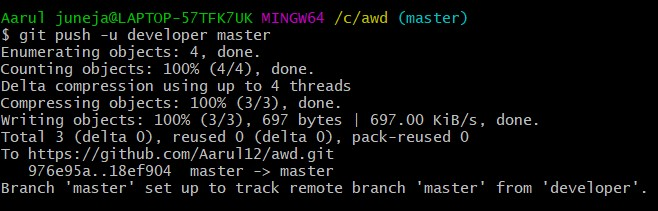 Aarul juneja@LAPTOP-57TFK7UK MINGW64 /c/awd (master)
$ git push -u developer master
Enumerating objects: 4, done.
Counting objects: 100% (4/4), done.
Delta compression using up to 4 threads
Compressing objects: 100% (3/3), done.
Writing objects: 100% (3/3), 697 bytes | 697.00 KiB/s, done.
Total 3 (delta 0), reused 0 (delta 0), pack-reused 0
To https://github.com/Aarul12/awd.git
   976e95a..18ef904  master -> master
Branch 'master' set up to track remote branch 'master' from 'developer'.